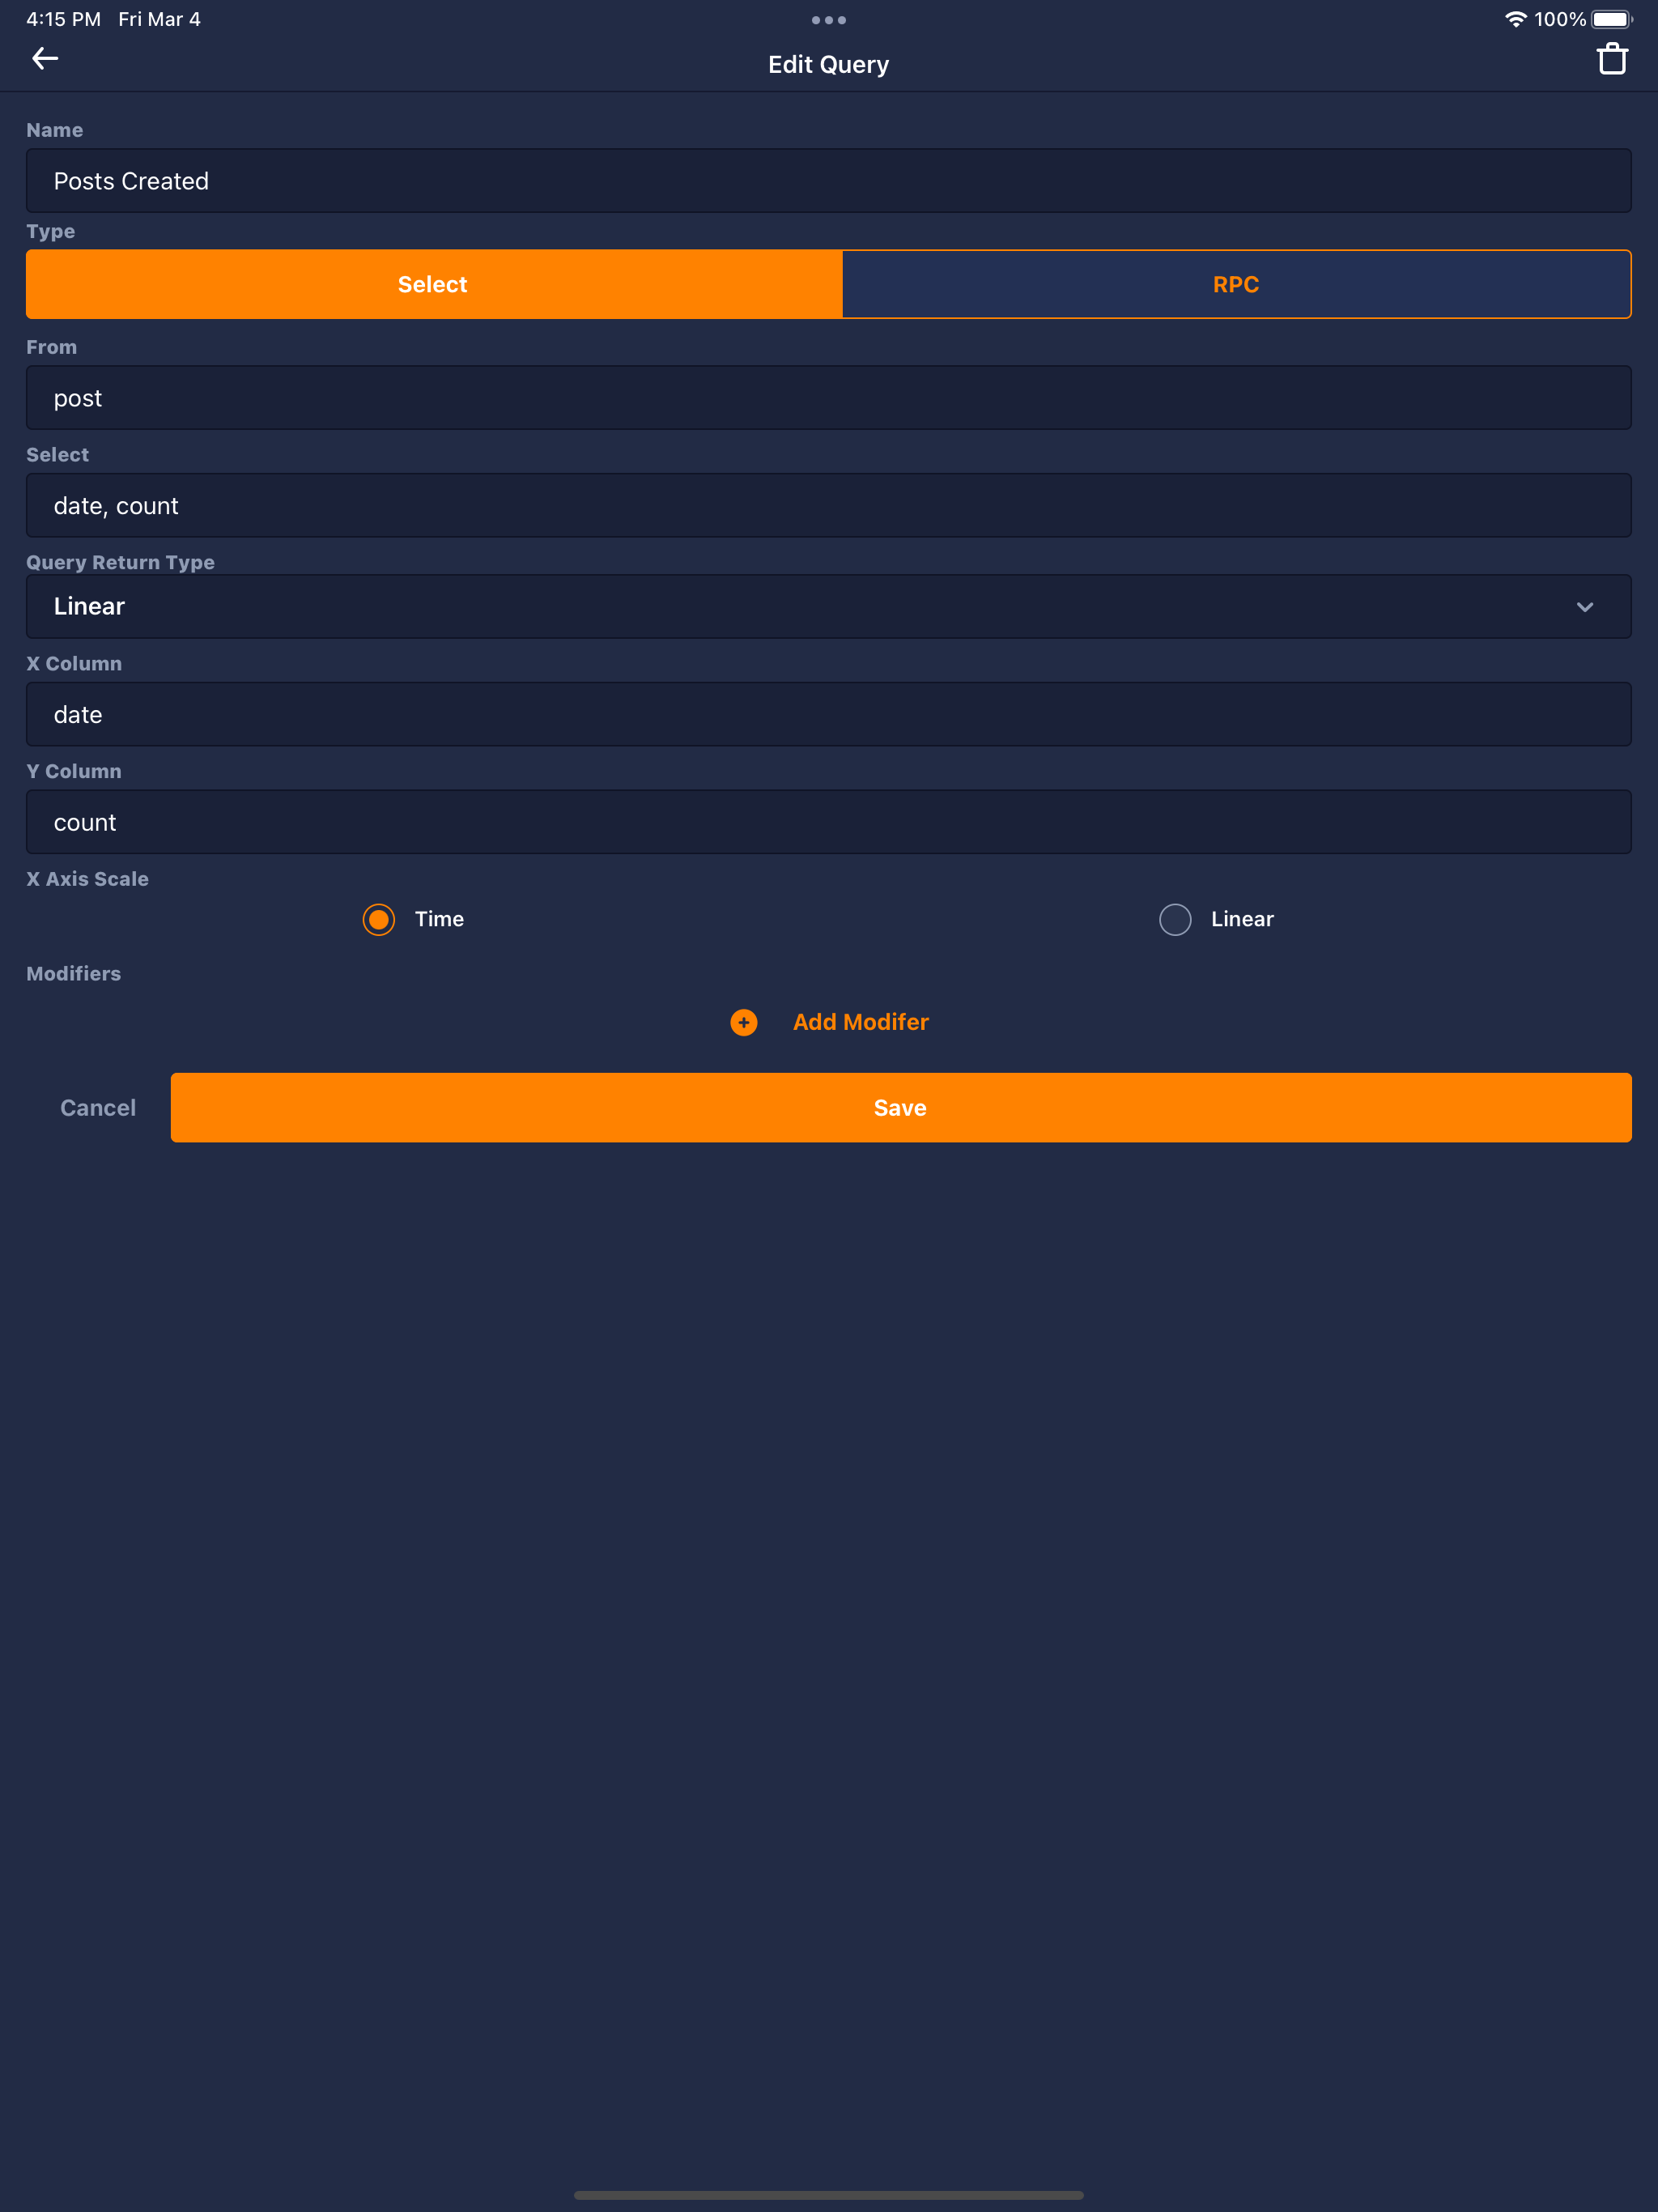 4:15 PM Fri Mar 4 100%
Edit Query
Name
Posts Created
Type
Select RPC
From
post
Select
date, count
Query Return Type
Linear
X Column
date
Y Column
count
X Axis Scale
Time Linear
Modifiers
Add Modifer
Cancel Save